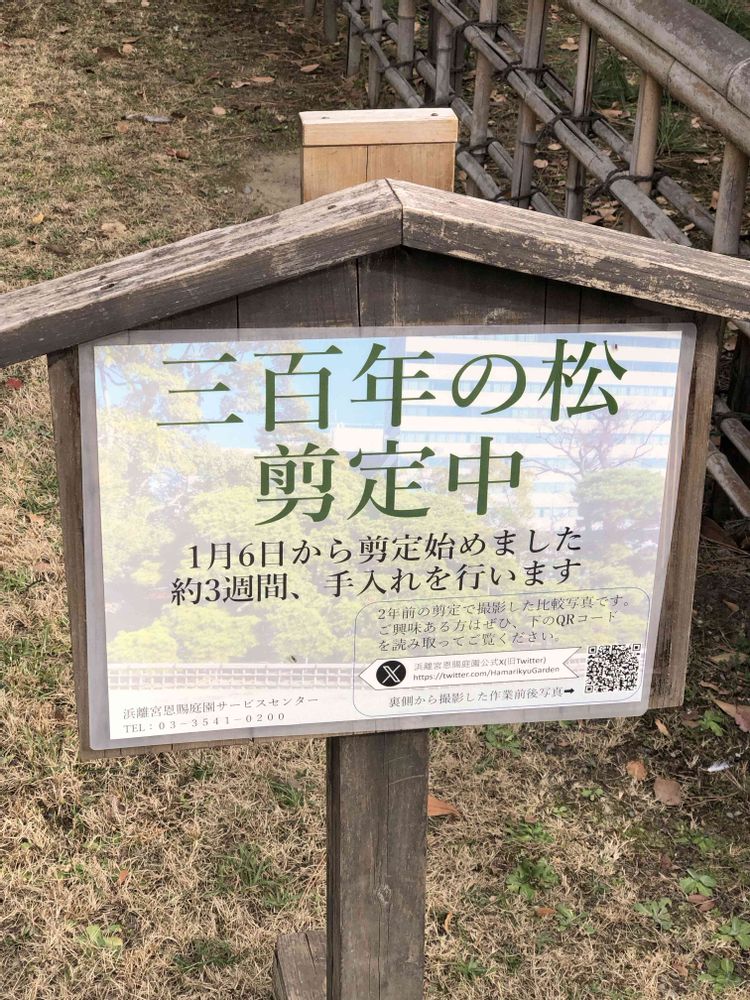 三百年の松
剪定中
1月6日から剪定始めました
約3週間、手入れを行います
2年前の剪定で撮影した比較写真です。
ご興味ある方はぜひ、下のQRコード
を読み取ってご覧ください。
浜離宮恩賜庭園公式X(旧Twitter)
https://twitter.com/HamarikyuGarden
裏側から撮影した作業前後写真➡
浜離宮恩賜庭園サービスセンター
TEL：03-3541-0200